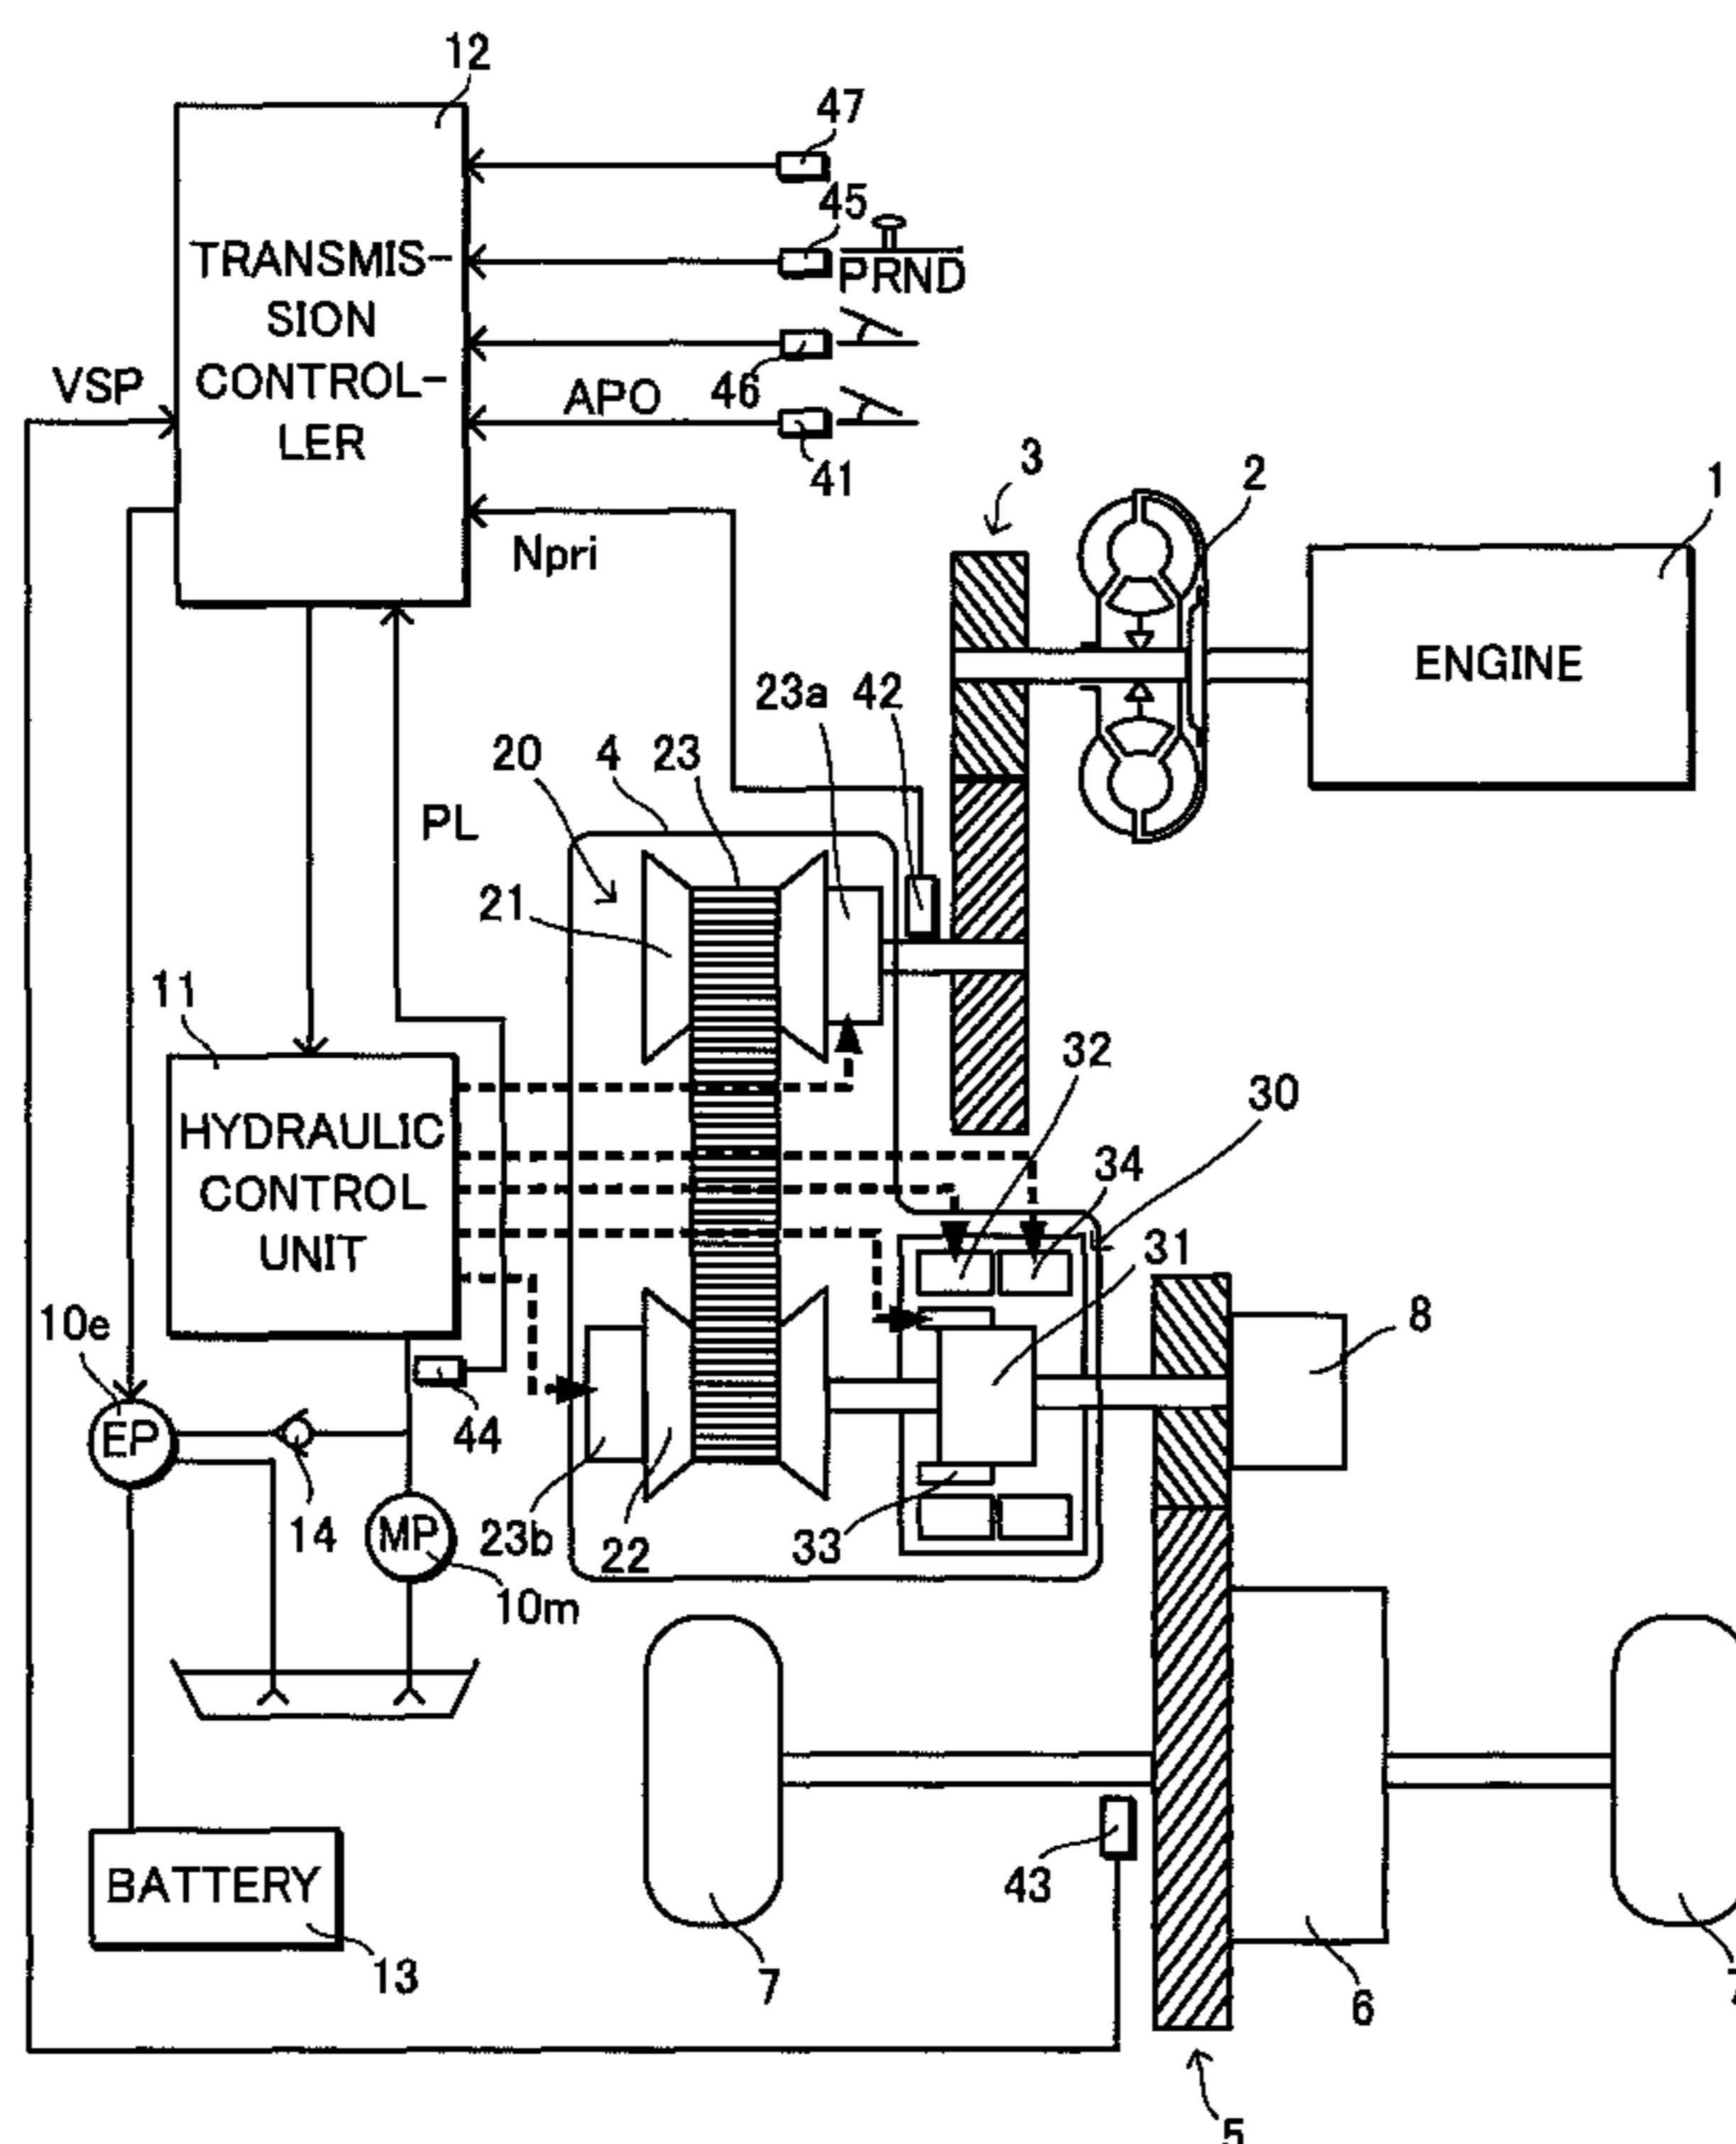 12
47
TRANSMIS-
SION
CONTROL-
LER
45
PRND
46
VSP
APO
41
Npri
3
2
1
ENGINE
23a
42
20
4
23
PL
21
11
32
30
HYDRAULIC
CONTROL
UNIT
34
31
10e
8
EP
44
14
MP
23b
22
33
10m
BATTERY
43
13
7
6
5